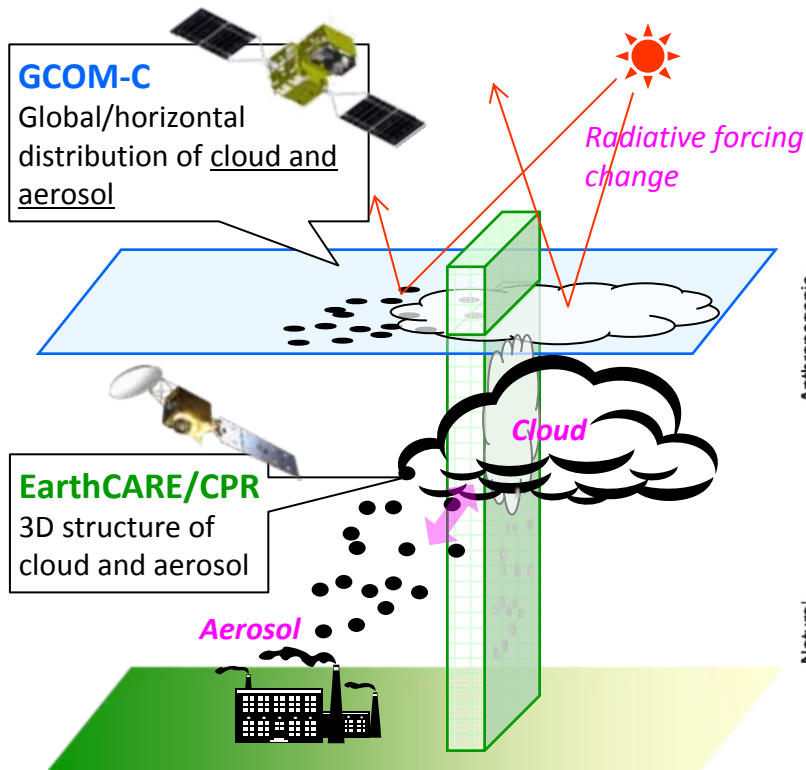 GCOM-C
Global/horizontal
distribution of cloud and
aerosol
Radiative forcing
change
Cloud
EarthCARE/CPR
3D structure of
cloud and aerosol
Aerosol